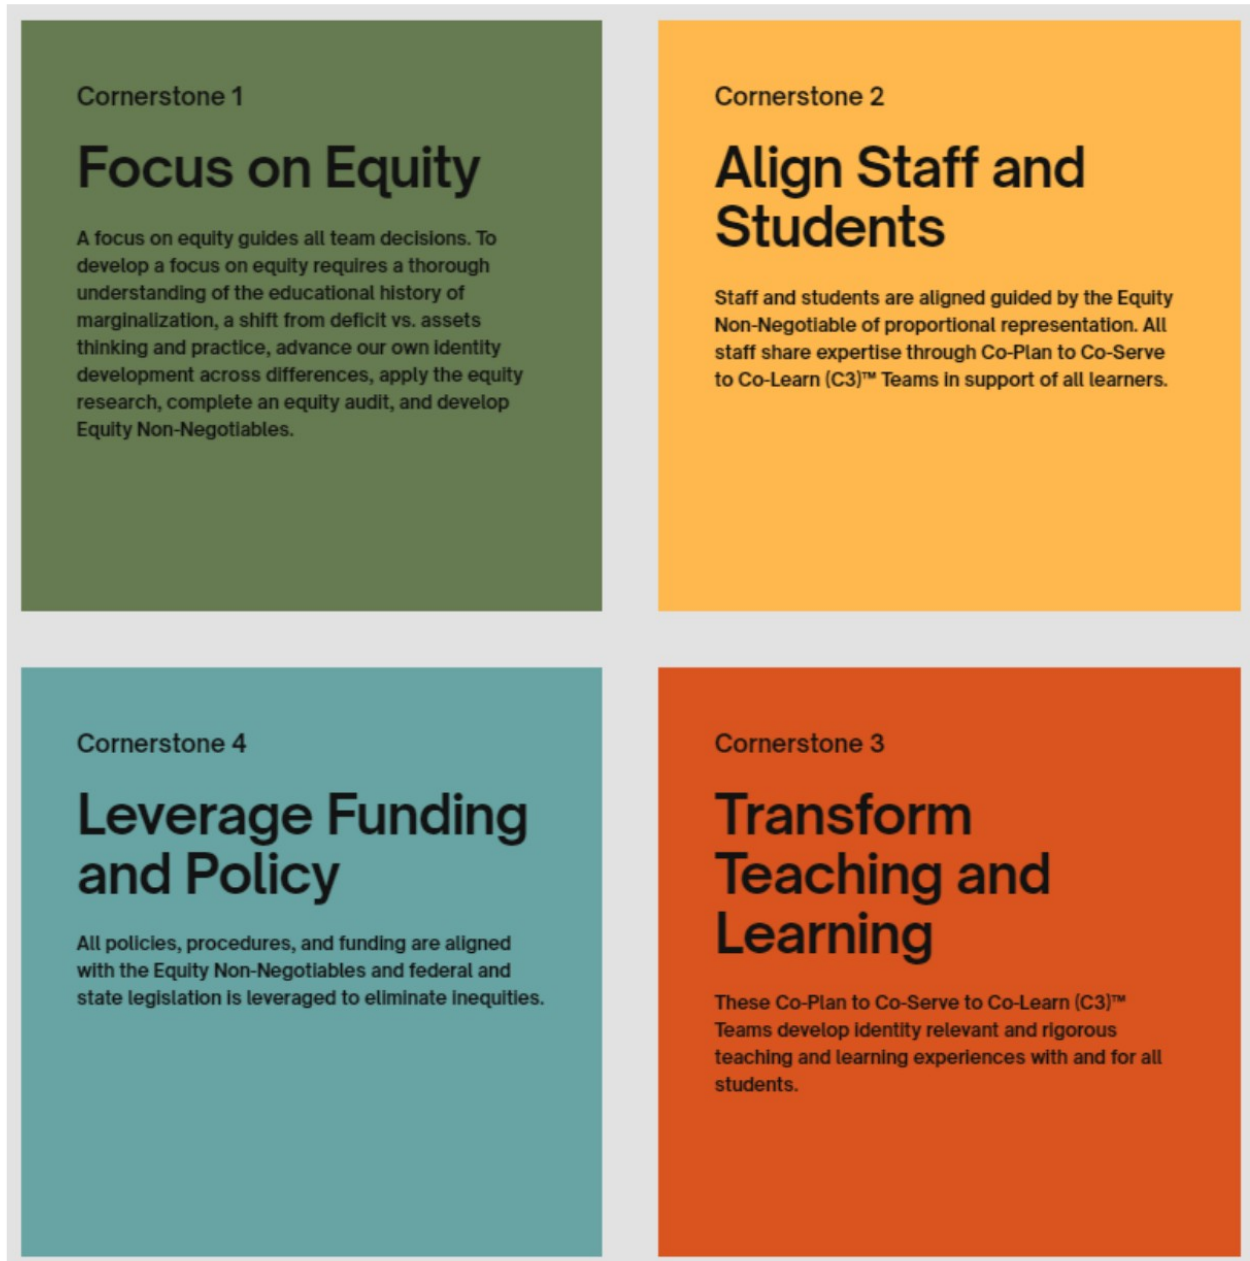 Cornerstone 1
Focus on Equity
A focus on equity guides all team decisions. To
develop a focus on equity requires a thorough
understanding of the educational history of
marginalization, a shift from deficit vs. assets
thinking and practice, advance our own identity
development across differences, apply the equity
research, complete an equity audit, and develop
Equity Non-Negotiables.
Cornerstone 2
Align Staff and
Students
Staff and students are aligned guided by the Equity
Non-Negotiable of proportional representation. All
staff share expertise through Co-Plan to Co-Serve
to Co-Learn (C3)™ Teams in support of all learners.
Cornerstone 4
Leverage Funding
and Policy
All policies, procedures, and funding are aligned
with the Equity Non-Negotiables and federal and
state legislation is leveraged to eliminate inequities.
Cornerstone 3
Transform
Teaching and
Learning
These Co-Plan to Co-Serve to Co-Learn (C3)™
Teams develop identity relevant and rigorous
teaching and learning experiences with and for all
students.